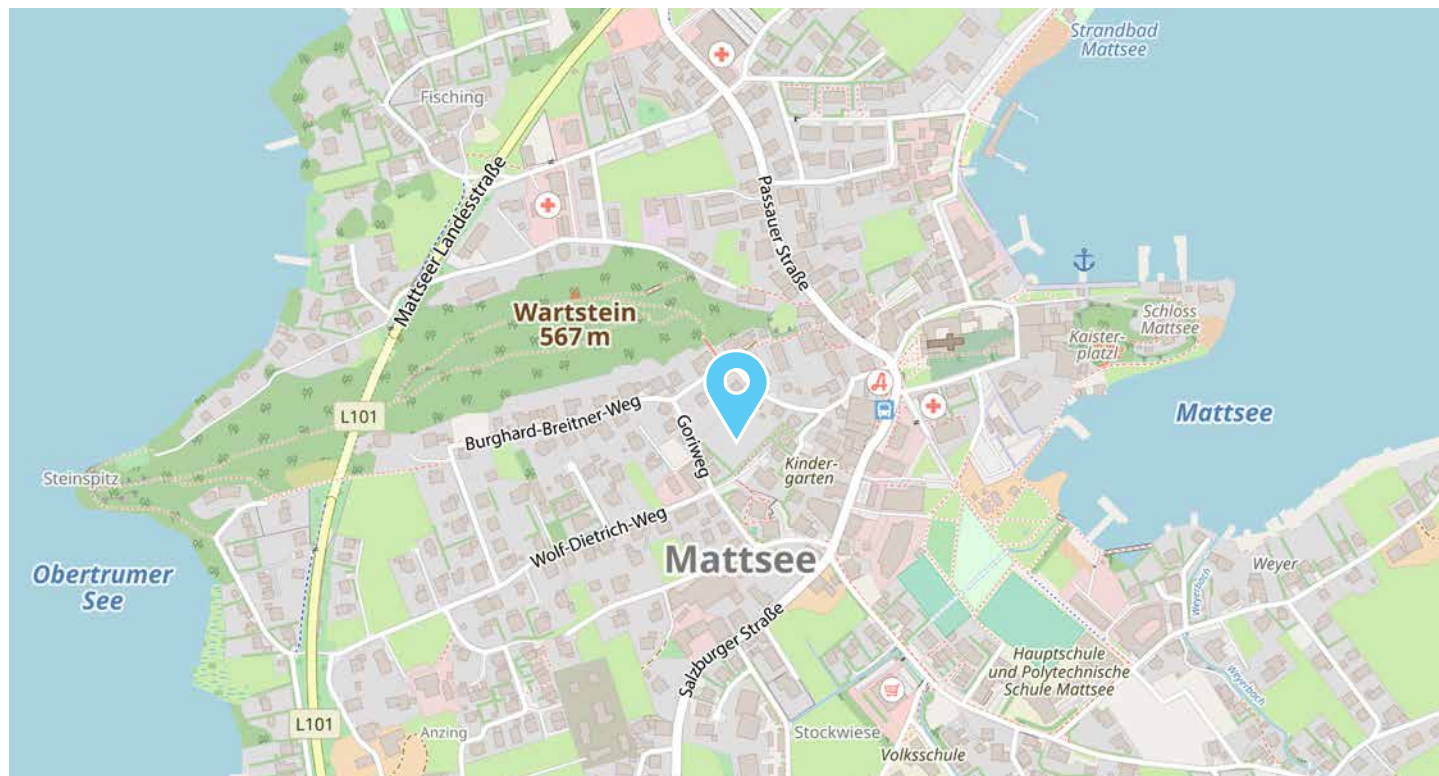 Strandbad
Mattsee
Fisching
Mattseer Landesstraße
Passauer Straße
Wartstein
567 m
Schloss
Mattsee
Kaister-
platzl
L101
Burghard-Breitner-Weg
Goriweg
Mattsee
Steinspitz
Kinder-
garten
Wolf-Dietrich-Weg
Mattsee
Obertrumer
See
Weyer
Weyerbach
Salzburger Straße
Hauptschule
und Polytechnische
Schule Mattsee
Weyerbach
L101
Anzing
Stockwiese
Volksschule